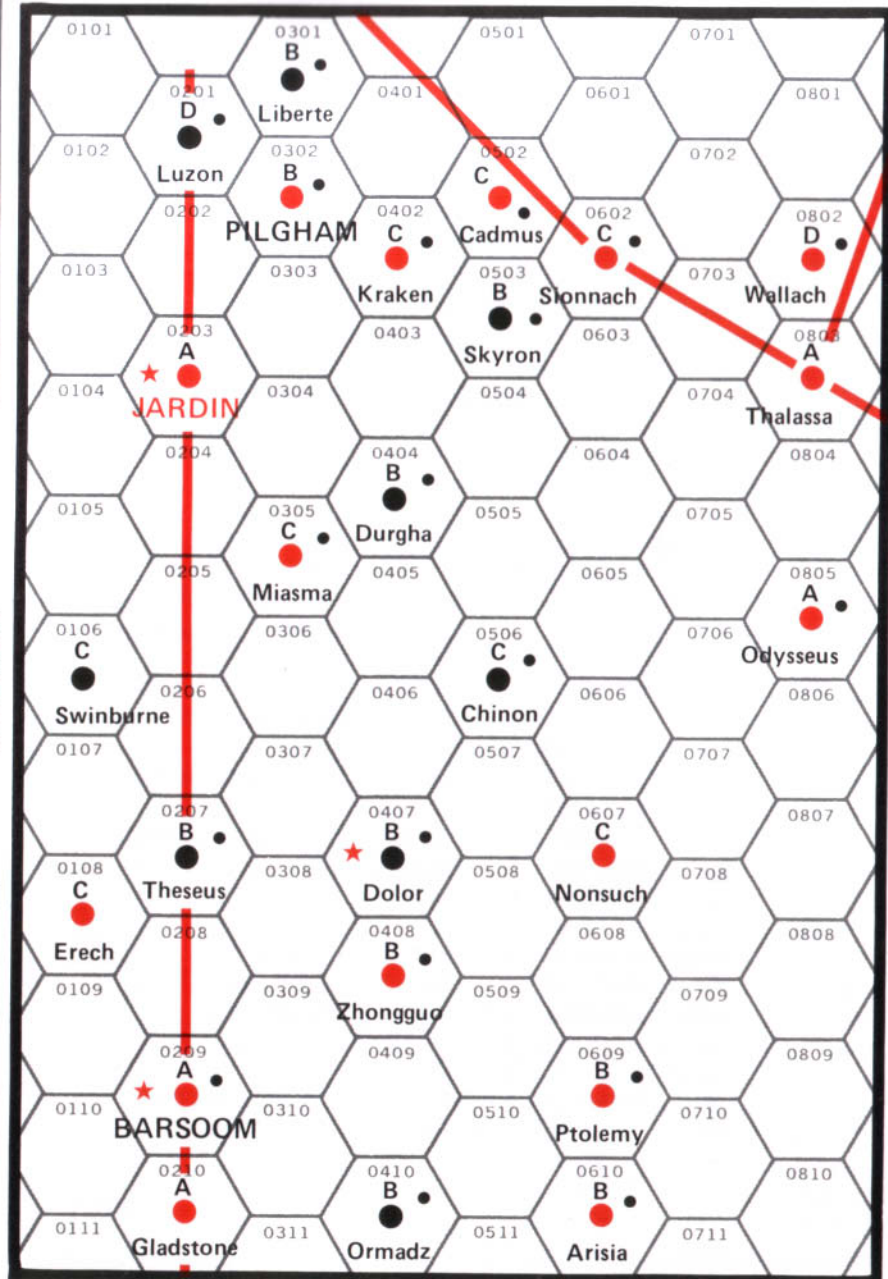 0101
0301
B
Liberte
0501
0701
0201
D
Luzon
0401
0601
0801
0102
0302
B
PILGHAM
0502
C
Cadmus
0702
0202
0402
C
Kraken
0602
C
Sionnach
0802
D
Wallach
0103
0303
0503
B
Skyron
0703
0203
A
JARDIN
0403
0603
0803
A
Thalassa
0104
0304
0504
0704
0204
0404
B
Durgha
0604
0804
0105
0305
C
Miasma
0505
0705
0205
0405
0605
0805
A
Odysseus
0106
C
Swinburne
0306
0506
C
Chinon
0706
0206
0406
0606
0806
0107
0307
0507
0707
0207
B
Theseus
0407
B
Dolor
0607
C
Nonsuch
0807
0108
C
Erech
0308
0508
0708
0208
0408
B
Zhongguo
0608
0808
0109
0309
0509
0709
0209
A
BARSOOM
0409
0609
B
Ptolemy
0809
0110
0310
0510
0710
0210
A
Gladstone
0410
B
Ormadz
0610
B
Arisia
0810
0111
0311
0511
0711